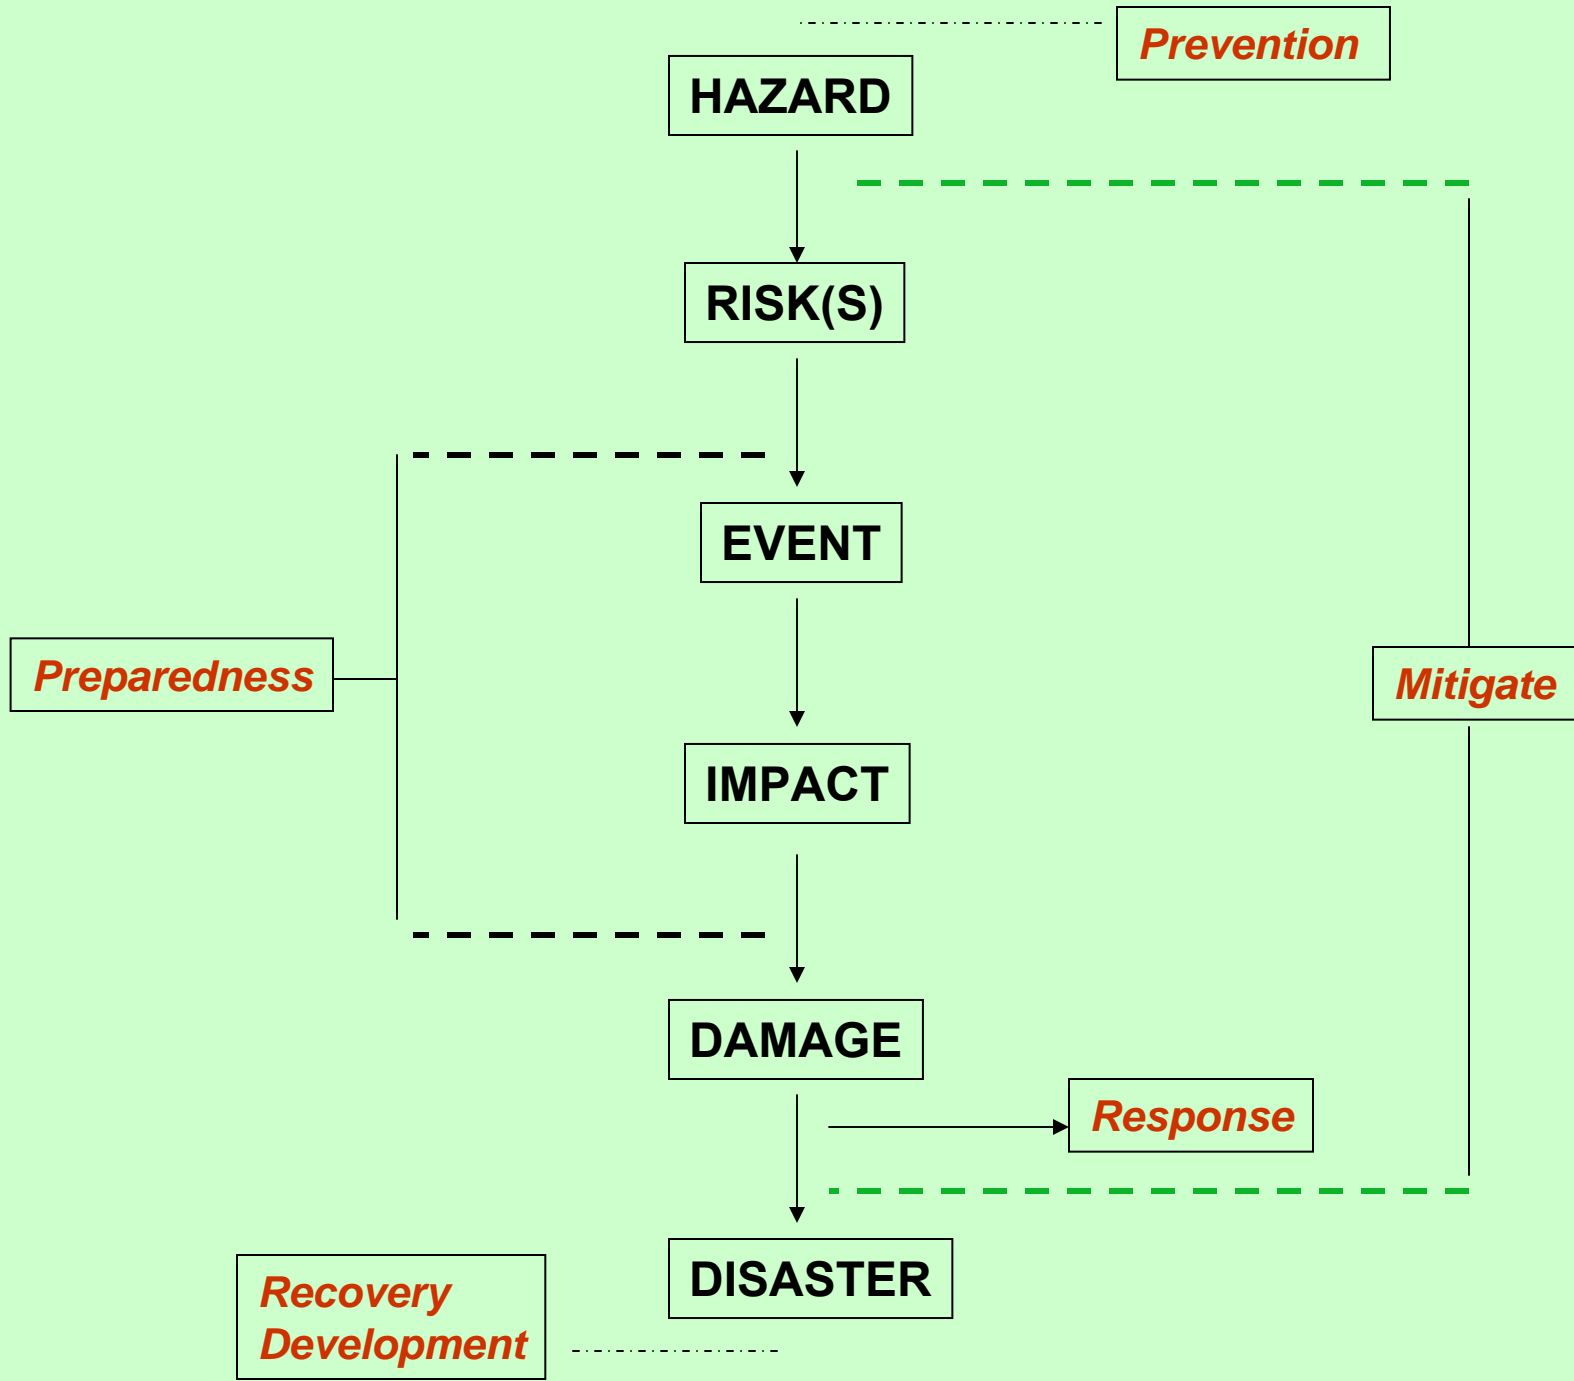 Prevention
HAZARD
RISK(S)
EVENT
Preparedness
Mitigate
IMPACT
DAMAGE
Response
DISASTER
Recovery
Development